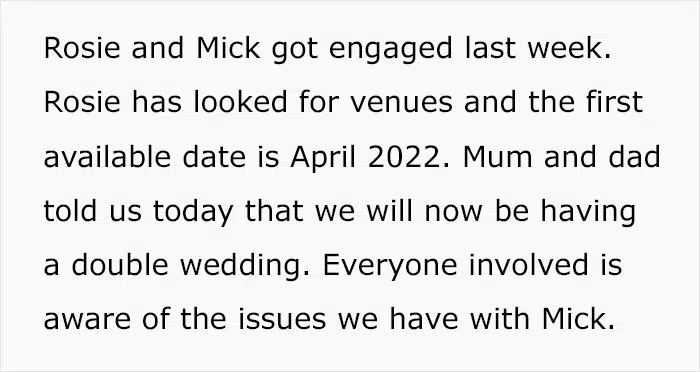 Rosie and Mick got engaged last week.
Rosie has looked for venues and the first
available date is April 2022. Mum and dad
told us today that we will now be having
a double wedding. Everyone involved is
aware of the issues we have with Mick.